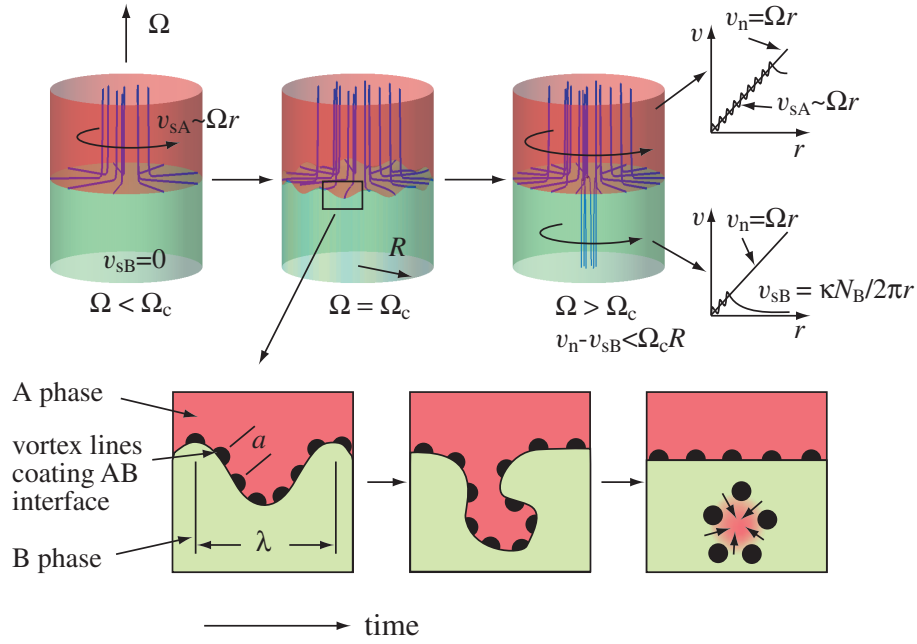 Ω
v_sA~Ωr
v_sB=0
Ω < Ω_c
R
Ω = Ω_c
Ω > Ω_c
v_n-v_sB<Ω_cR
v
v_n=Ωr
v_sA~Ωr
r
v
v_n=Ωr
v_sB = κN_B/2πr
r
A phase
vortex lines
coating AB
interface
B phase
a
λ
time